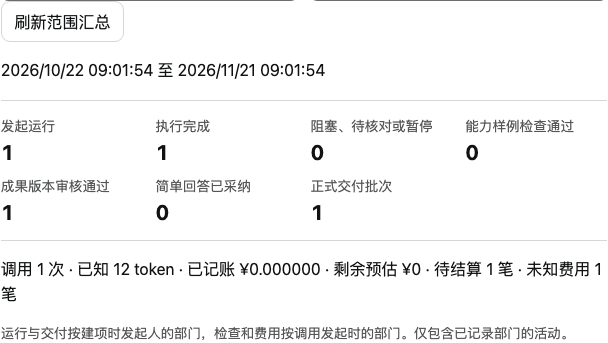 刷新范围汇总
2026/10/22 09:01:54 至 2026/11/21 09:01:54
发起运行 执行完成 阻塞、待核对或暂停 能力样例检查通过
1 1 0 0
成果版本审核通过 简单回答已采纳 正式交付批次
1 0 1
调用 1 次 · 已知 12 token · 已记账 ¥0.000000 · 剩余预估 ¥0 · 待结算 1 笔 · 未知费用 1
笔
运行与交付按建项时发起人的部门，检查和费用按调用发起时的部门。仅包含已记录部门的活动。